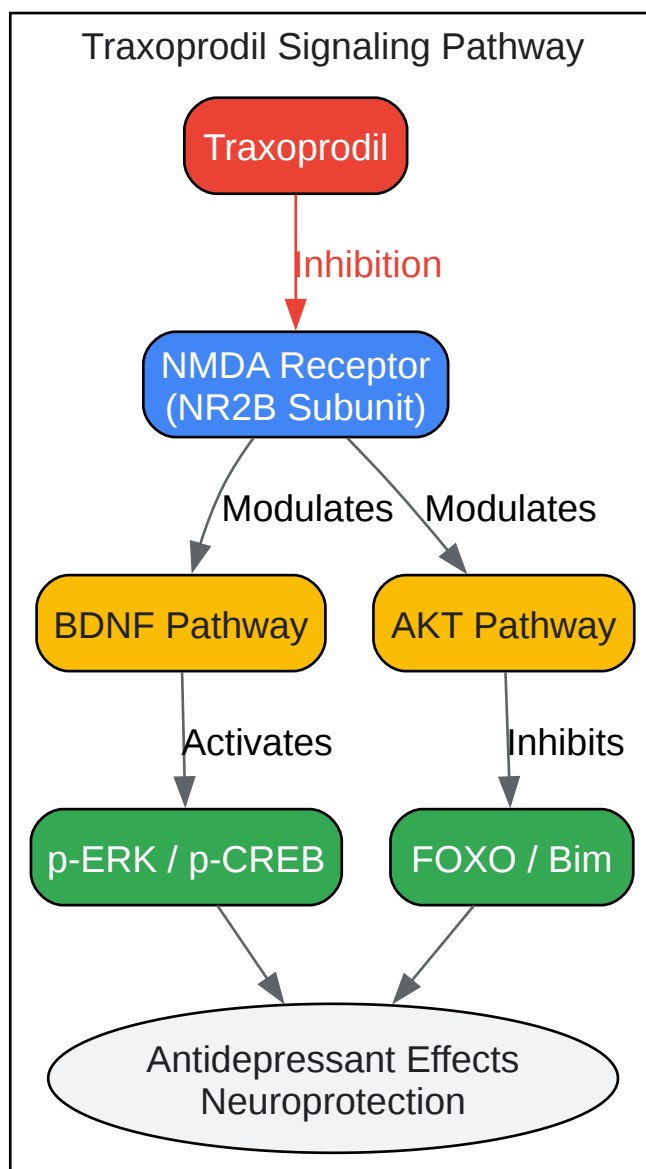 Traxoprodil Signaling Pathway
Traxoprodil
Inhibition
NMDA Receptor
(NR2B Subunit)
Modulates
Modulates
BDNF Pathway
AKT Pathway
Activates
Inhibits
p-ERK / p-CREB
FOXO / Bim
Antidepressant Effects
Neuroprotection